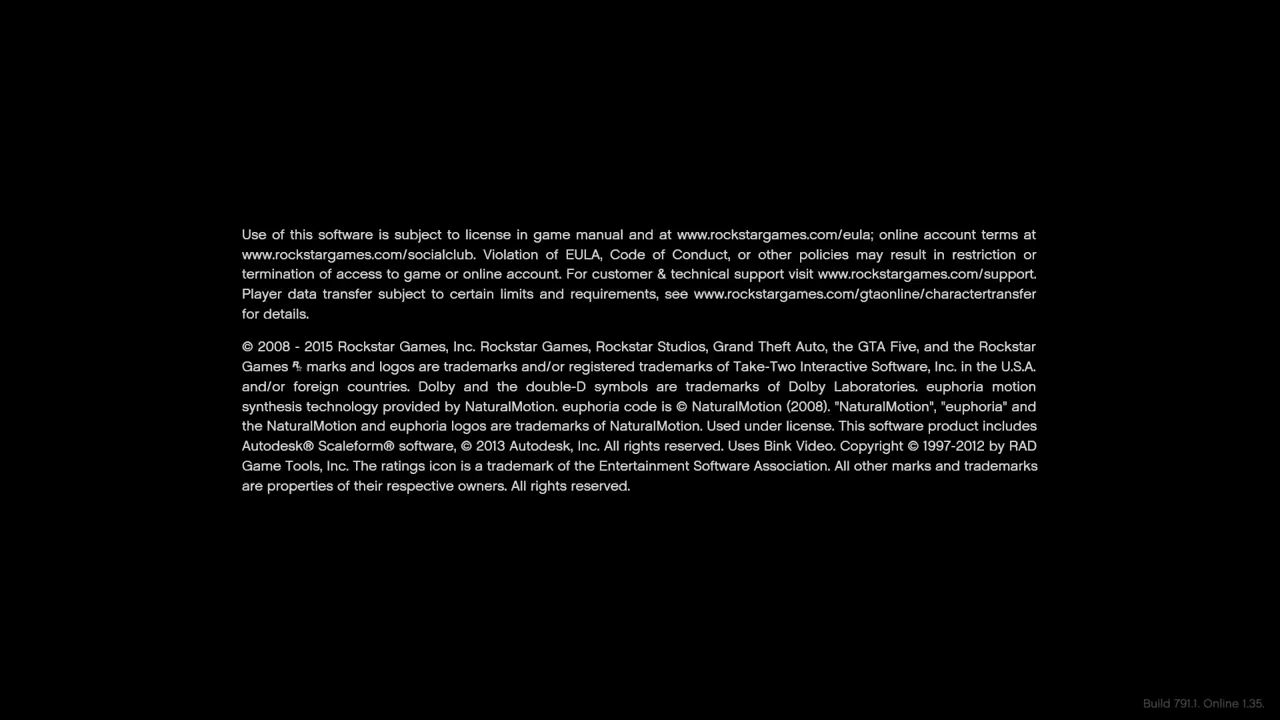 Use of this software is subject to license in game manual and at www.rockstargames.com/eula; online account terms at
www.rockstargames.com/socialclub. Violation of EULA, Code of Conduct, or other policies may result in restriction or
termination of access to game or online account. For customer & technical support visit www.rockstargames.com/support.
Player data transfer subject to certain limits and requirements, see www.rockstargames.com/gtaonline/charactertransfer
for details.
© 2008 - 2015 Rockstar Games, Inc. Rockstar Games, Rockstar Studios, Grand Theft Auto, the GTA Five, and the Rockstar
Games R* marks and logos are trademarks and/or registered trademarks of Take-Two Interactive Software, Inc. in the U.S.A.
and/or foreign countries. Dolby and the double-D symbols are trademarks of Dolby Laboratories. euphoria motion
synthesis technology provided by NaturalMotion. euphoria code is © NaturalMotion (2008). "NaturalMotion", "euphoria" and
the NaturalMotion and euphoria logos are trademarks of NaturalMotion. Used under license. This software product includes
Autodesk® Scaleform® software, © 2013 Autodesk, Inc. All rights reserved. Uses Bink Video. Copyright © 1997-2012 by RAD
Game Tools, Inc. The ratings icon is a trademark of the Entertainment Software Association. All other marks and trademarks
are properties of their respective owners. All rights reserved.
Build 791.1. Online 1.35.